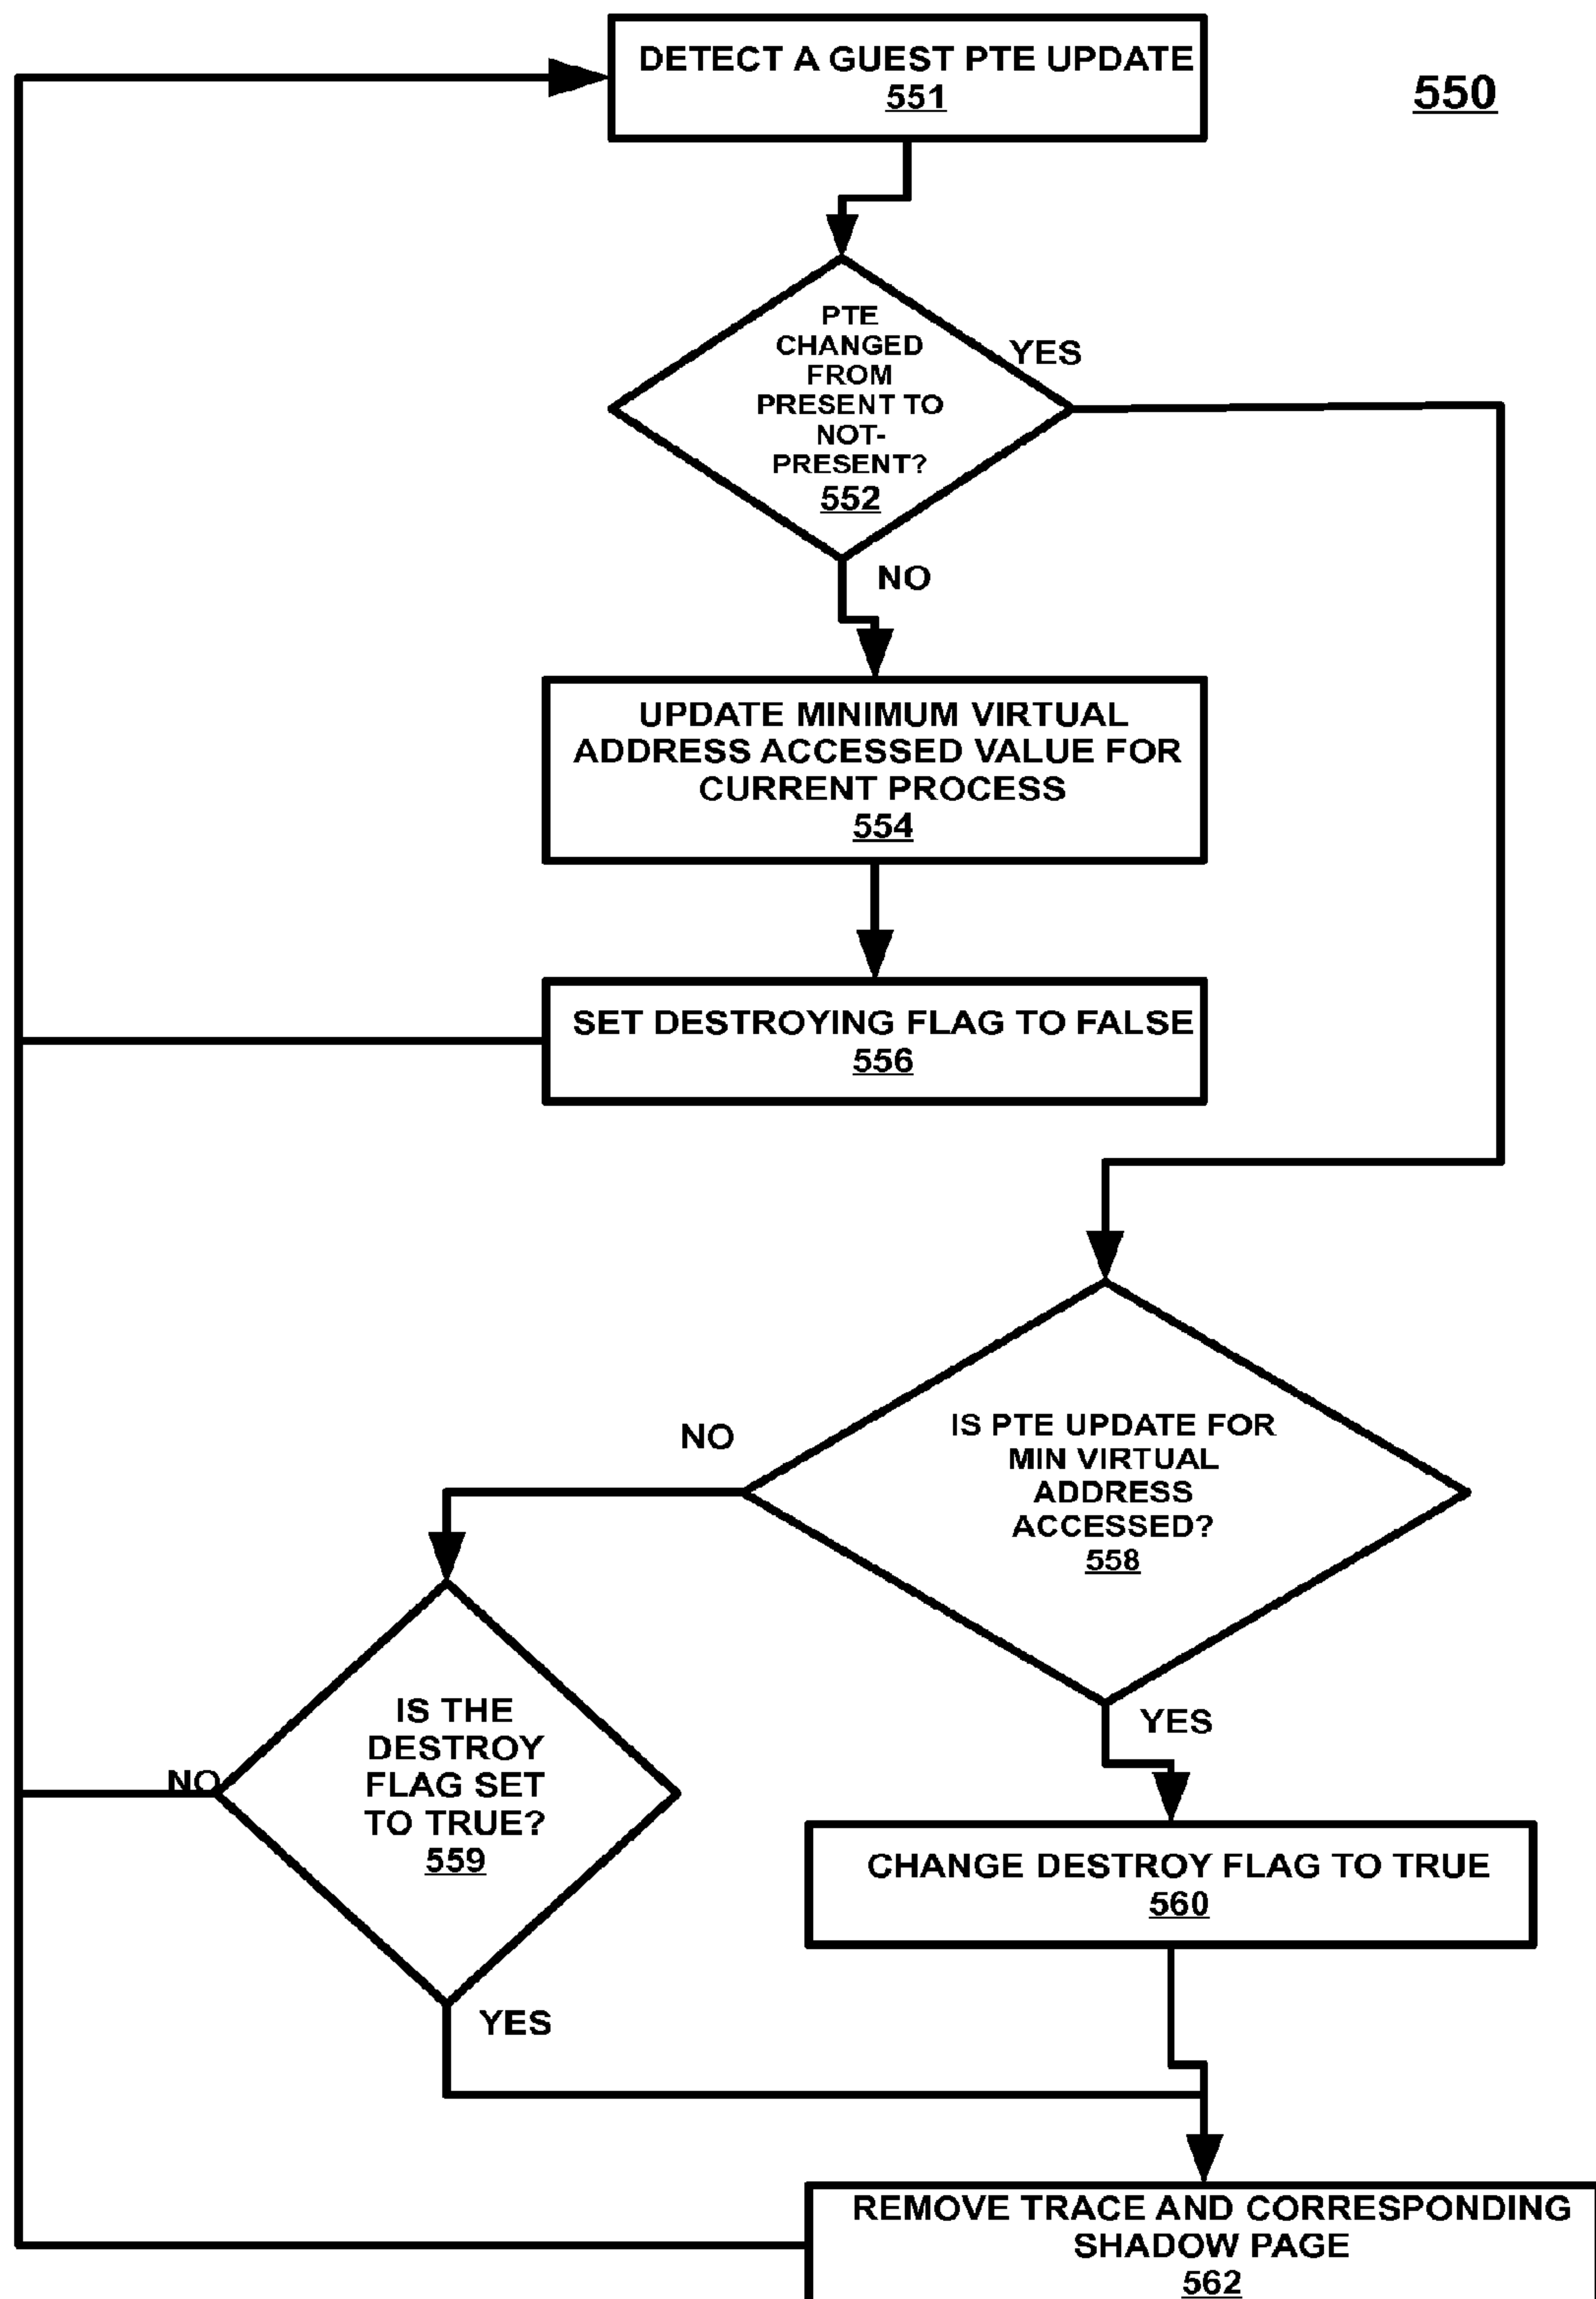 DETECT A GUEST PTE UPDATE
551
550
PTE
CHANGED
FROM
PRESENT TO
NOT-
PRESENT?
552
YES
NO
UPDATE MINIMUM VIRTUAL
ADDRESS ACCESSED VALUE FOR
CURRENT PROCESS
554
SET DESTROYING FLAG TO FALSE
556
IS PTE UPDATE FOR
MIN VIRTUAL
ADDRESS
ACCESSED?
558
NO
YES
IS THE
DESTROY
FLAG SET
TO TRUE?
559
NO
YES
CHANGE DESTROY FLAG TO TRUE
560
REMOVE TRACE AND CORRESPONDING
SHADOW PAGE
562